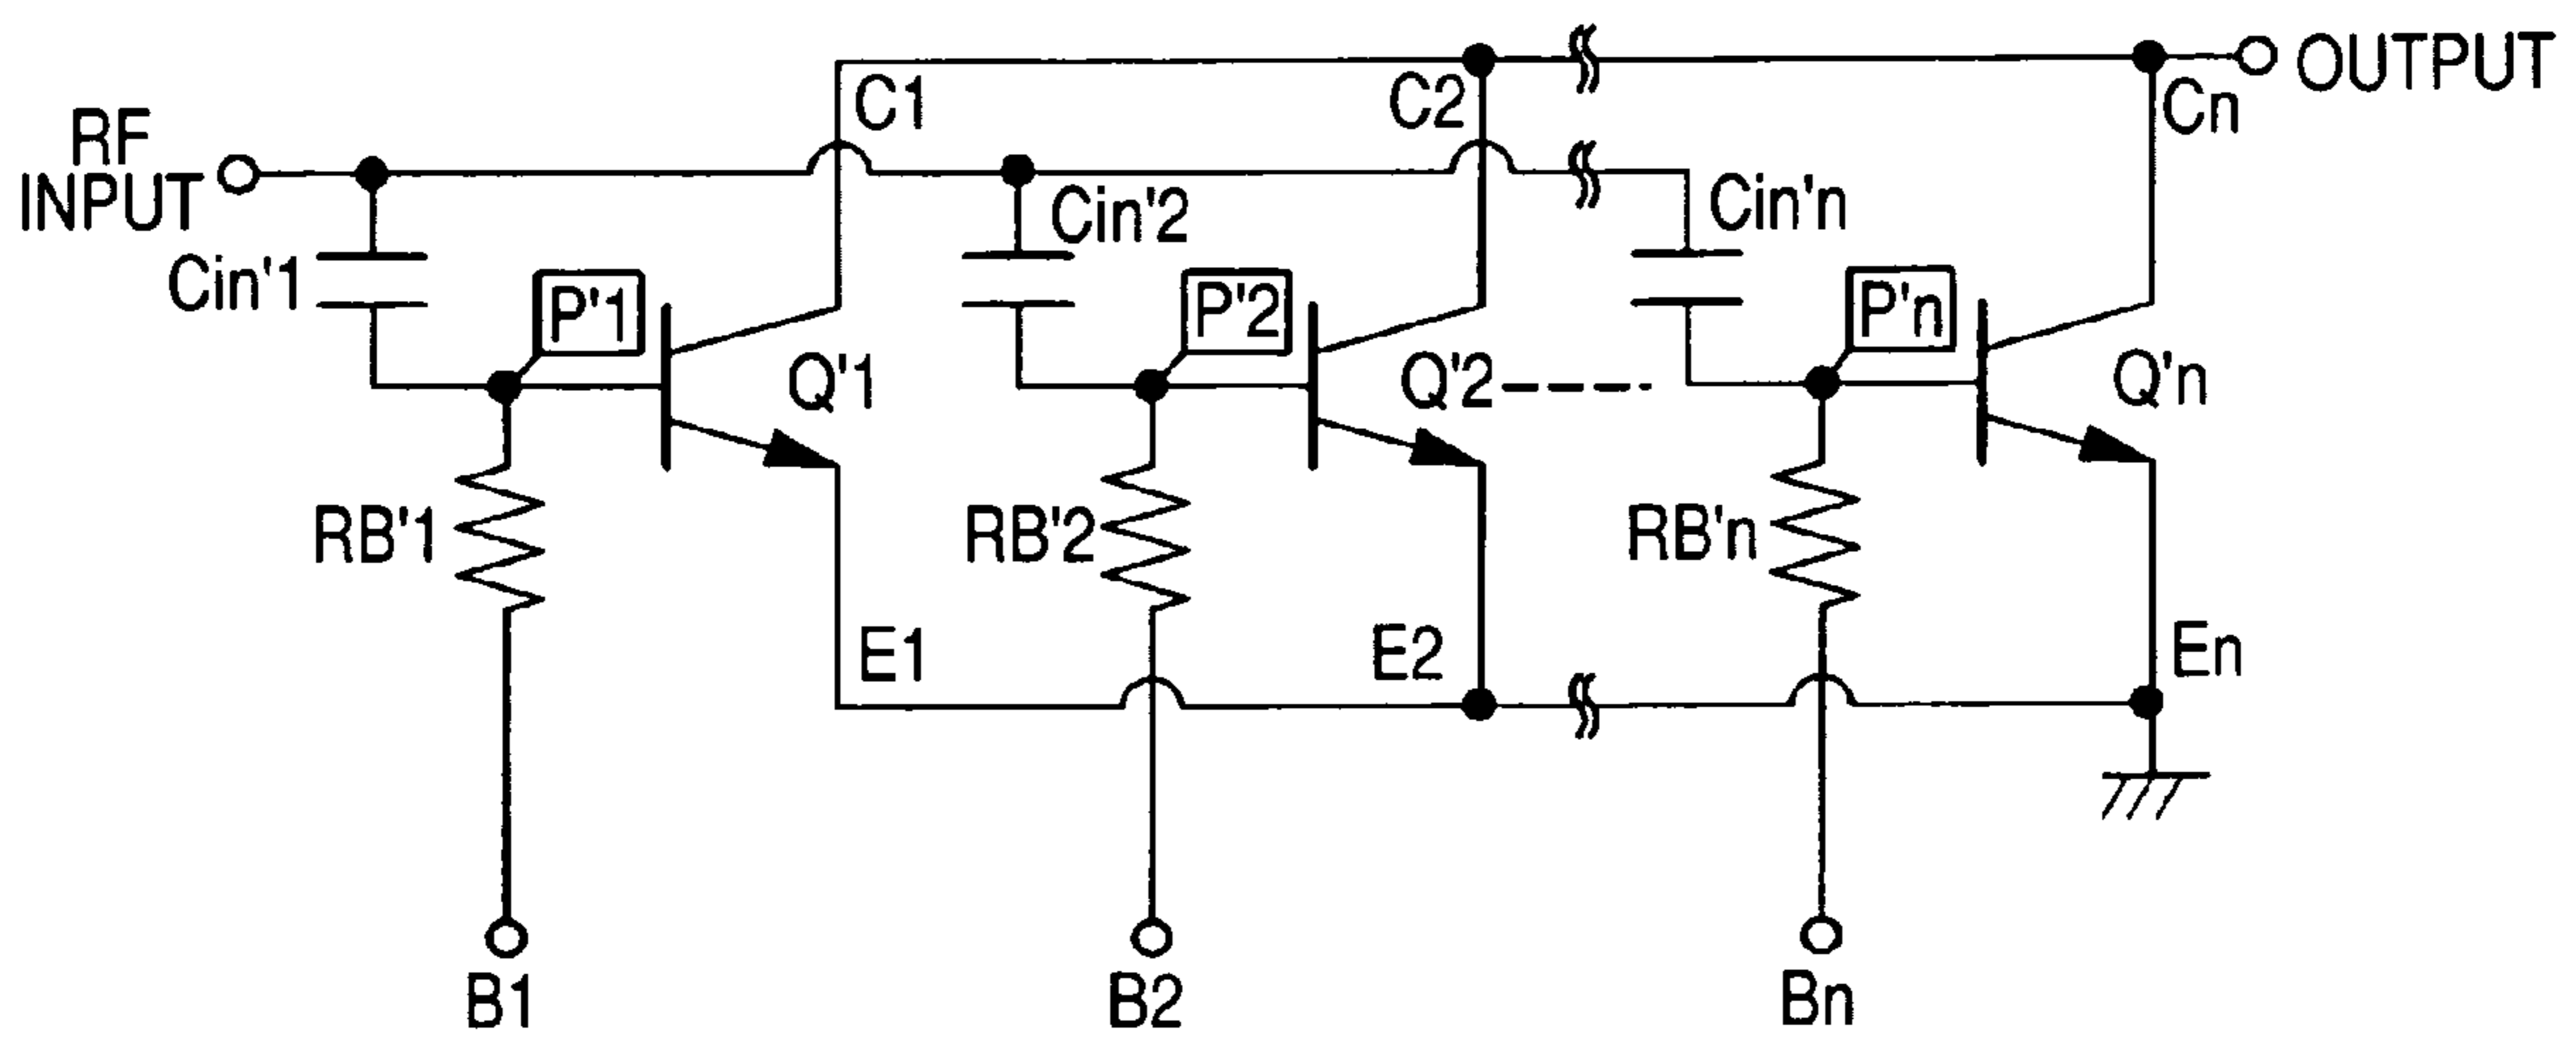 OUTPUT
C1
C2
Cn
RF
INPUT
Cin'1
Cin'2
Cin'n
P'1
P'2
P'n
Q'1
Q'2
Q'n
RB'1
RB'2
RB'n
E1
E2
En
B1
B2
Bn